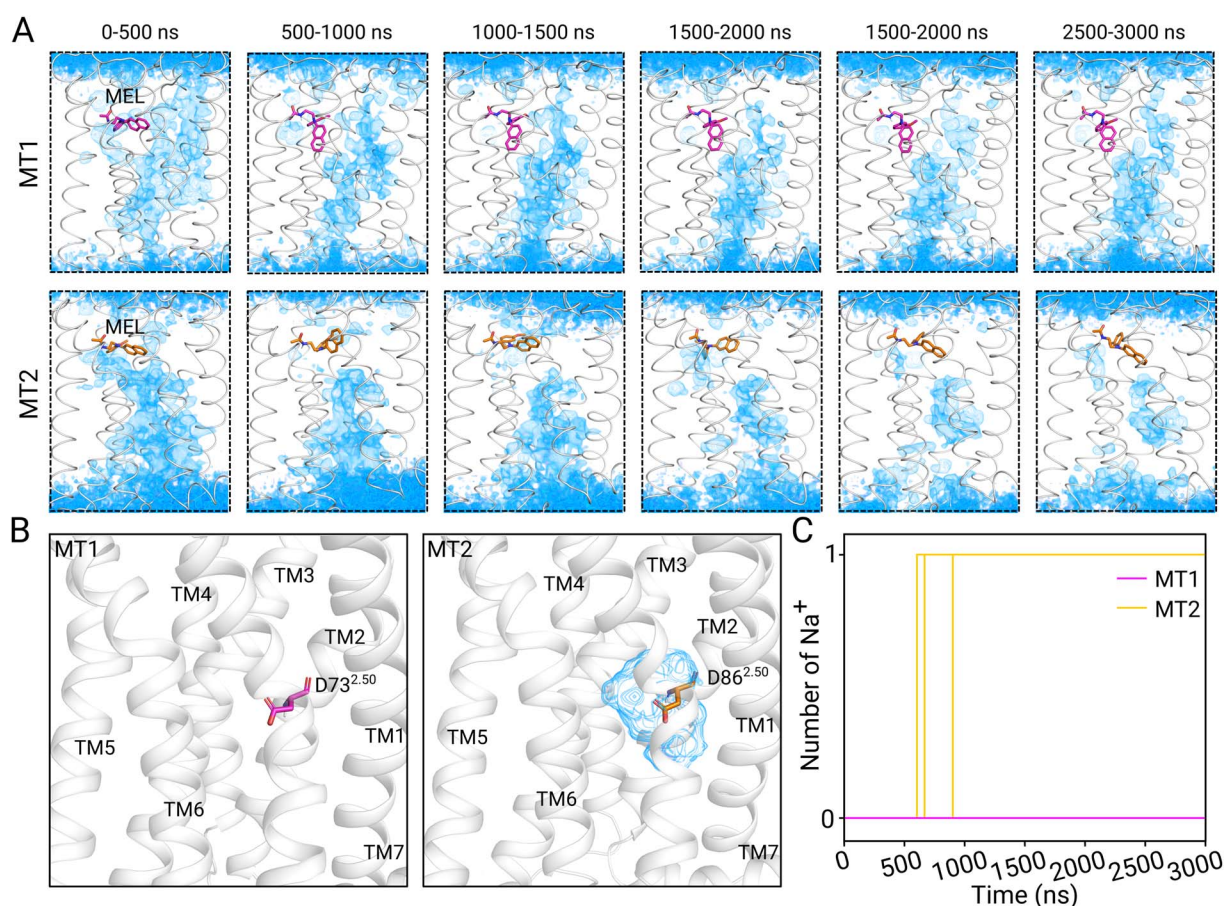 A
0-500 ns
500-1000 ns
1000-1500 ns
1500-2000 ns
1500-2000 ns
2500-3000 ns
MT1
MEL
MT2
MEL
B
MT1
TM3
TM4
TM2
D73^2.50
TM5
TM1
TM6
TM7
MT2
TM3
TM4
TM2
D86^2.50
TM5
TM1
TM6
TM7
C
Number of Na+
1
0
MT1
MT2
0
500
1000
1500
2000
2500
3000
Time (ns)